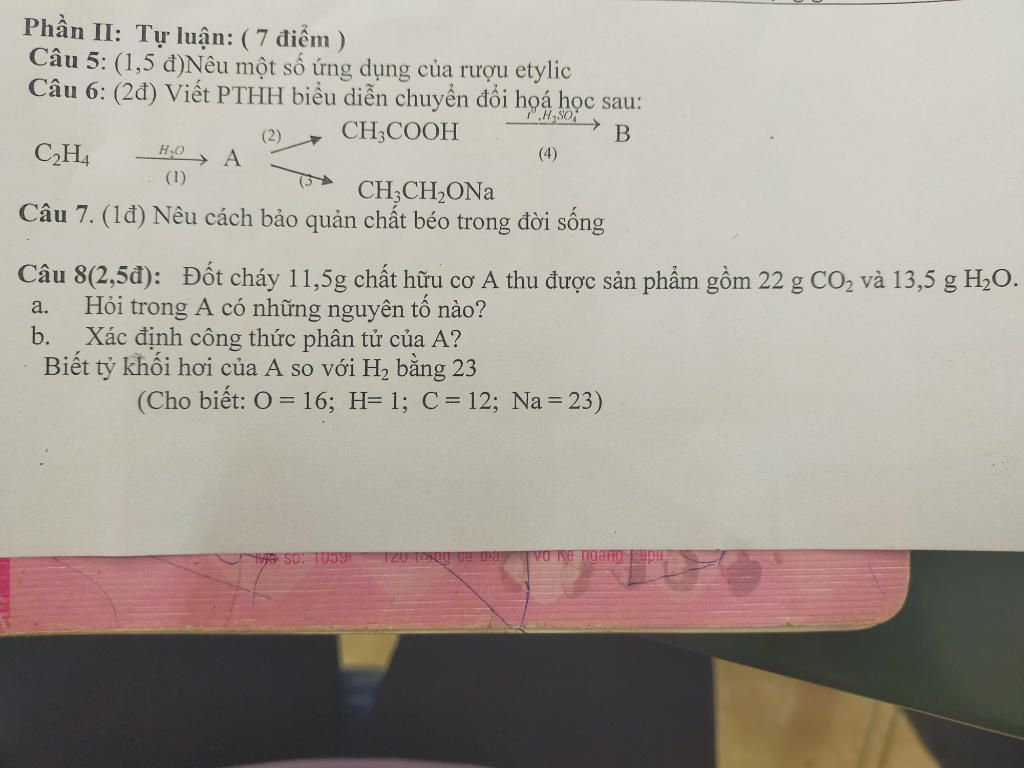 Phần II: Tự luận: ( 7 điểm )
Câu 5: (1,5 đ)Nêu một số ứng dụng của rượu etylic
Câu 6: (2đ) Viết PTHH biểu diễn chuyển đổi hoá học sau:
C₂H₄ H₂O (1) A (2) CH₃COOH t⁰,H₂SO₄ (4) B
(3 CH₃CH₂ONa
Câu 7. (1đ) Nêu cách bảo quản chất béo trong đời sống
Câu 8(2,5đ): Đốt cháy 11,5g chất hữu cơ A thu được sản phẩm gồm 22 g CO₂ và 13,5 g H₂O.
a. Hỏi trong A có những nguyên tố nào?
b. Xác định công thức phân tử của A?
Biết tỷ khối hơi của A so với H₂ bằng 23
(Cho biết: O = 16; H= 1; C = 12; Na = 23)
Mã số: 1059 120 trang cả bìa Vở kẻ ngang